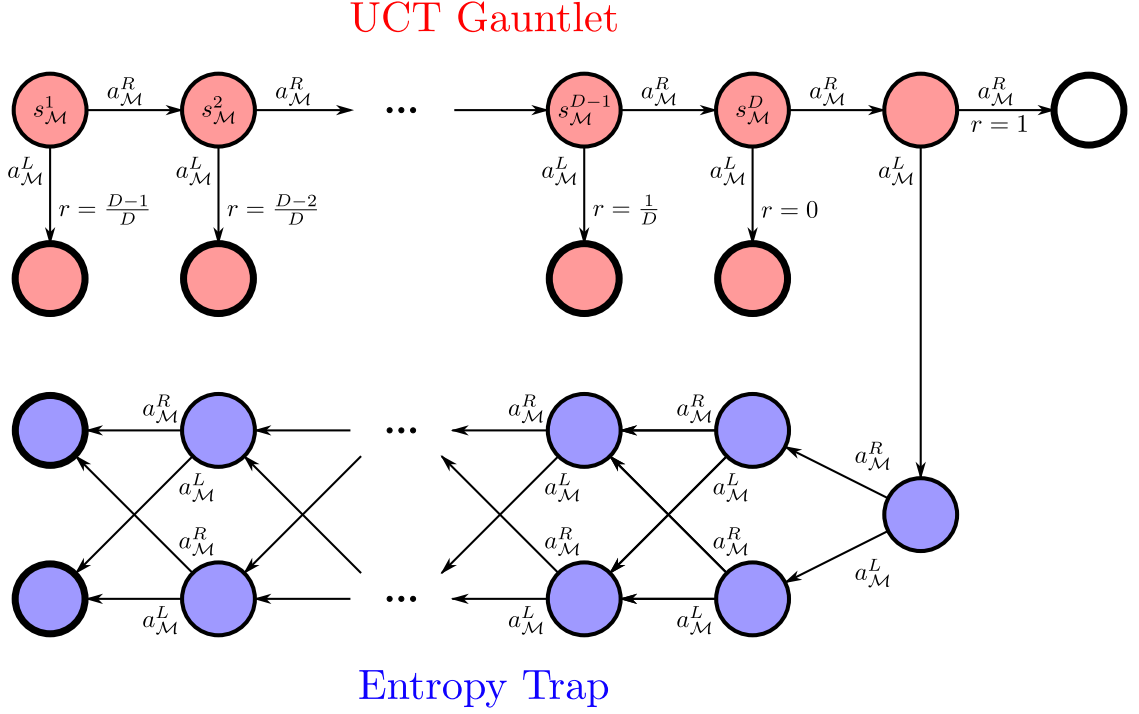 UCT Gauntlet
$a^R_{\mathcal{M}}$ $a^R_{\mathcal{M}}$ $a^R_{\mathcal{M}}$ $a^R_{\mathcal{M}}$ $a^R_{\mathcal{M}}$
$s^1_{\mathcal{M}}$ $s^2_{\mathcal{M}}$ ... $s^{D-1}_{\mathcal{M}}$ $s^D_{\mathcal{M}}$
$r = 1$
$a^L_{\mathcal{M}}$ $a^L_{\mathcal{M}}$ $a^L_{\mathcal{M}}$ $a^L_{\mathcal{M}}$ $a^L_{\mathcal{M}}$
$r = \frac{D-1}{D}$ $r = \frac{D-2}{D}$ $r = \frac{1}{D}$ $r = 0$
$a^R_{\mathcal{M}}$ $a^R_{\mathcal{M}}$ $a^R_{\mathcal{M}}$
...
$a^R_{\mathcal{M}}$
$a^L_{\mathcal{M}}$ $a^L_{\mathcal{M}}$ $a^L_{\mathcal{M}}$
$a^R_{\mathcal{M}}$ $a^R_{\mathcal{M}}$ $a^R_{\mathcal{M}}$
$a^L_{\mathcal{M}}$
...
$a^L_{\mathcal{M}}$ $a^L_{\mathcal{M}}$ $a^L_{\mathcal{M}}$
Entropy Trap